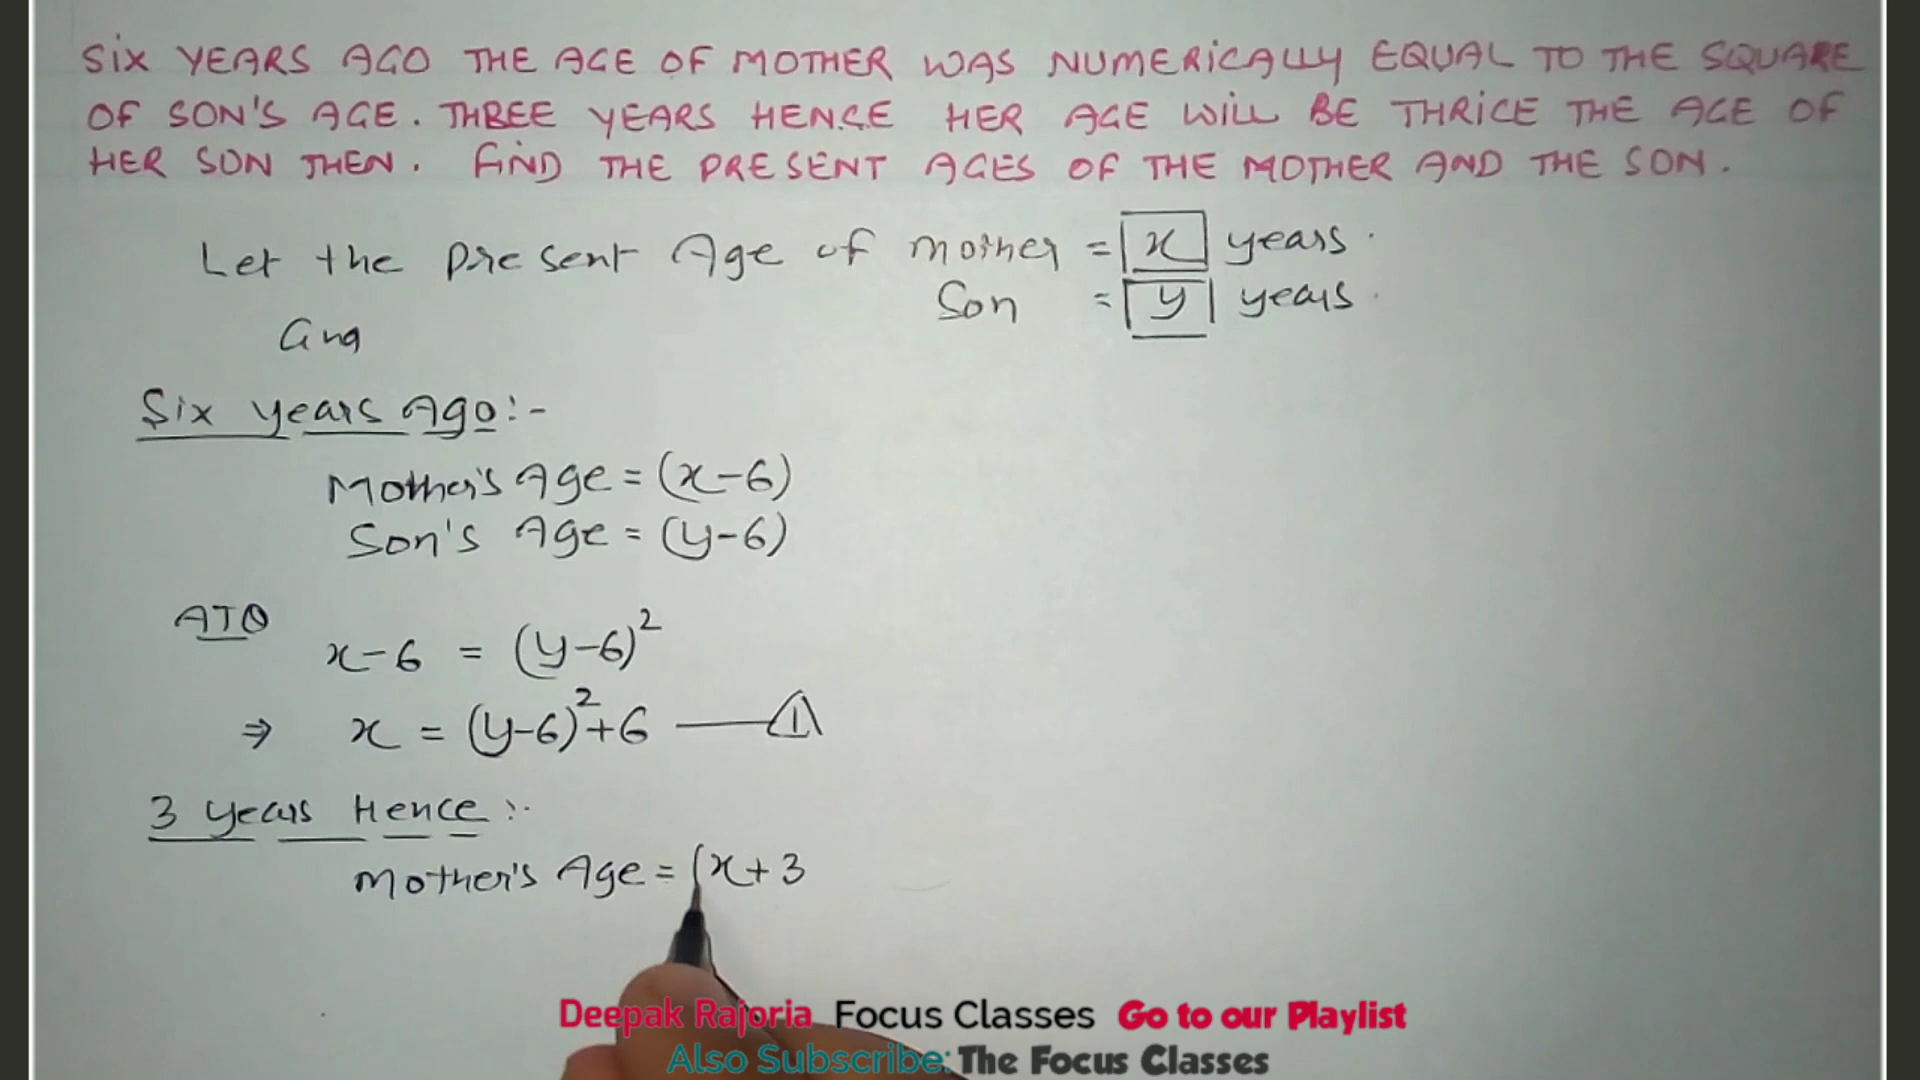 SIX YEARS AGO THE AGE OF MOTHER WAS NUMERICALLY EQUAL TO THE SQUARE
OF SON'S AGE. THREE YEARS HENCE HER AGE WILL BE THRICE THE AGE OF
HER SON THEN. FIND THE PRESENT AGES OF THE MOTHER AND THE SON.
Let the present Age of mother = x years.
Son = y years.
and
Six years Ago:-
Mother's Age = (x-6)
Son's Age = (y-6)
ATQ
x-6 = (y-6)²
⇒ x = (y-6)²+6 —— 1
3 years Hence :-
Mother's Age = (x+3
Deepak Rajoria Focus Classes Go to our Playlist
Also Subscribe: The Focus Classes